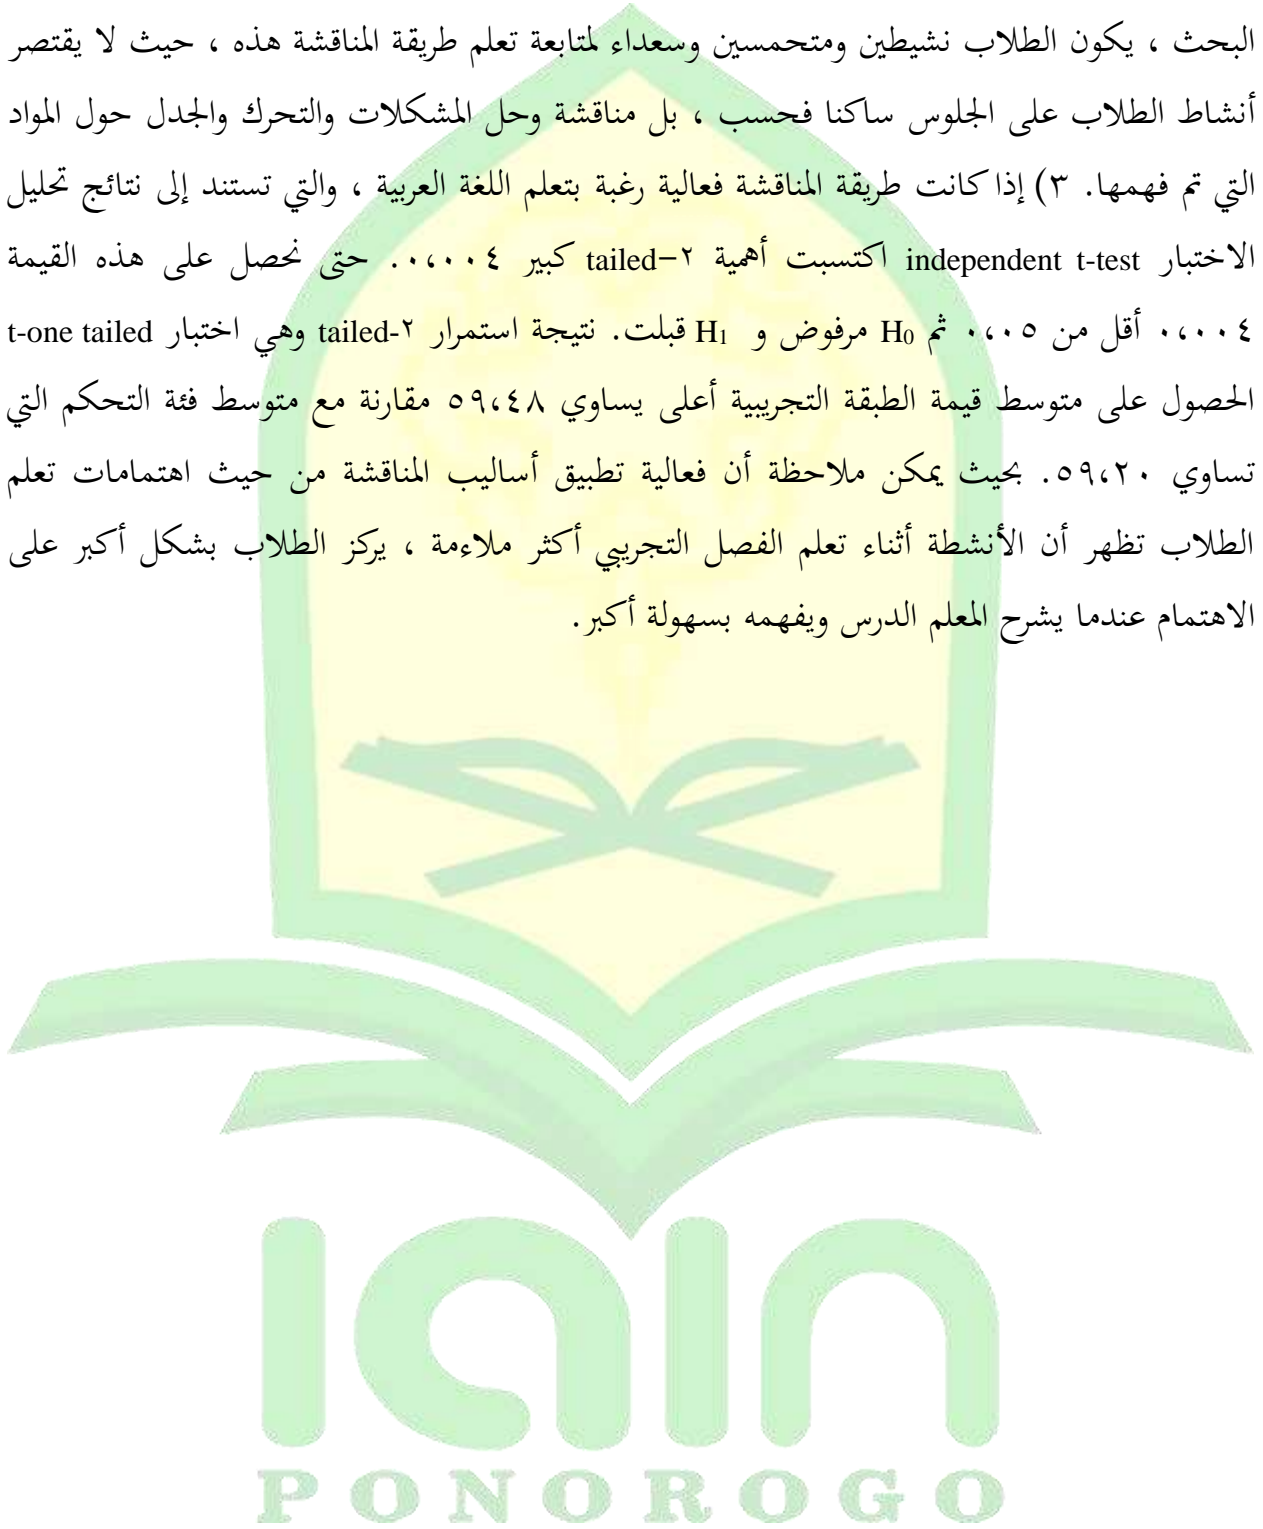 البحث ، يكون الطلاب نشيطين ومتحمسين وسعداء لمتابعة تعلم طريقة المناقشة هذه ، حيث لا يقتصر
أنشاط الطلاب على الجلوس ساكنا فحسب ، بل مناقشة وحل المشكلات والتحرك والجدل حول المواد
التي تم فهمها. ٣) إذا كانت طريقة المناقشة فعالية رغبة بتعلم اللغة العربية ، والتي تستند إلى نتائج تحليل
الاختبار independent t-test اكتسبت أهمية ٢-tailed كبير ٠،٠٠٤. حتى نحصل على هذه القيمة
٠،٠٠٤ أقل من ٠،٠٥ ثم H0 مرفوض و H1 قبلت. نتيجة استمرار ٢-tailed وهي اختبار t-one tailed
الحصول على متوسط قيمة الطبقة التجريبية أعلى يساوي ٥٩،٤٨ مقارنة مع متوسط فئة التحكم التي
تساوي ٥٩،٢٠. بحيث يمكن ملاحظة أن فعالية تطبيق أساليب المناقشة من حيث اهتمامات تعلم
الطلاب تظهر أن الأنشطة أثناء تعلم الفصل التجريبي أكثر ملاءمة ، يركز الطلاب بشكل أكبر على
الاهتمام عندما يشرح المعلم الدرس ويفهمه بسهولة أكبر.
iain
PONOROGO